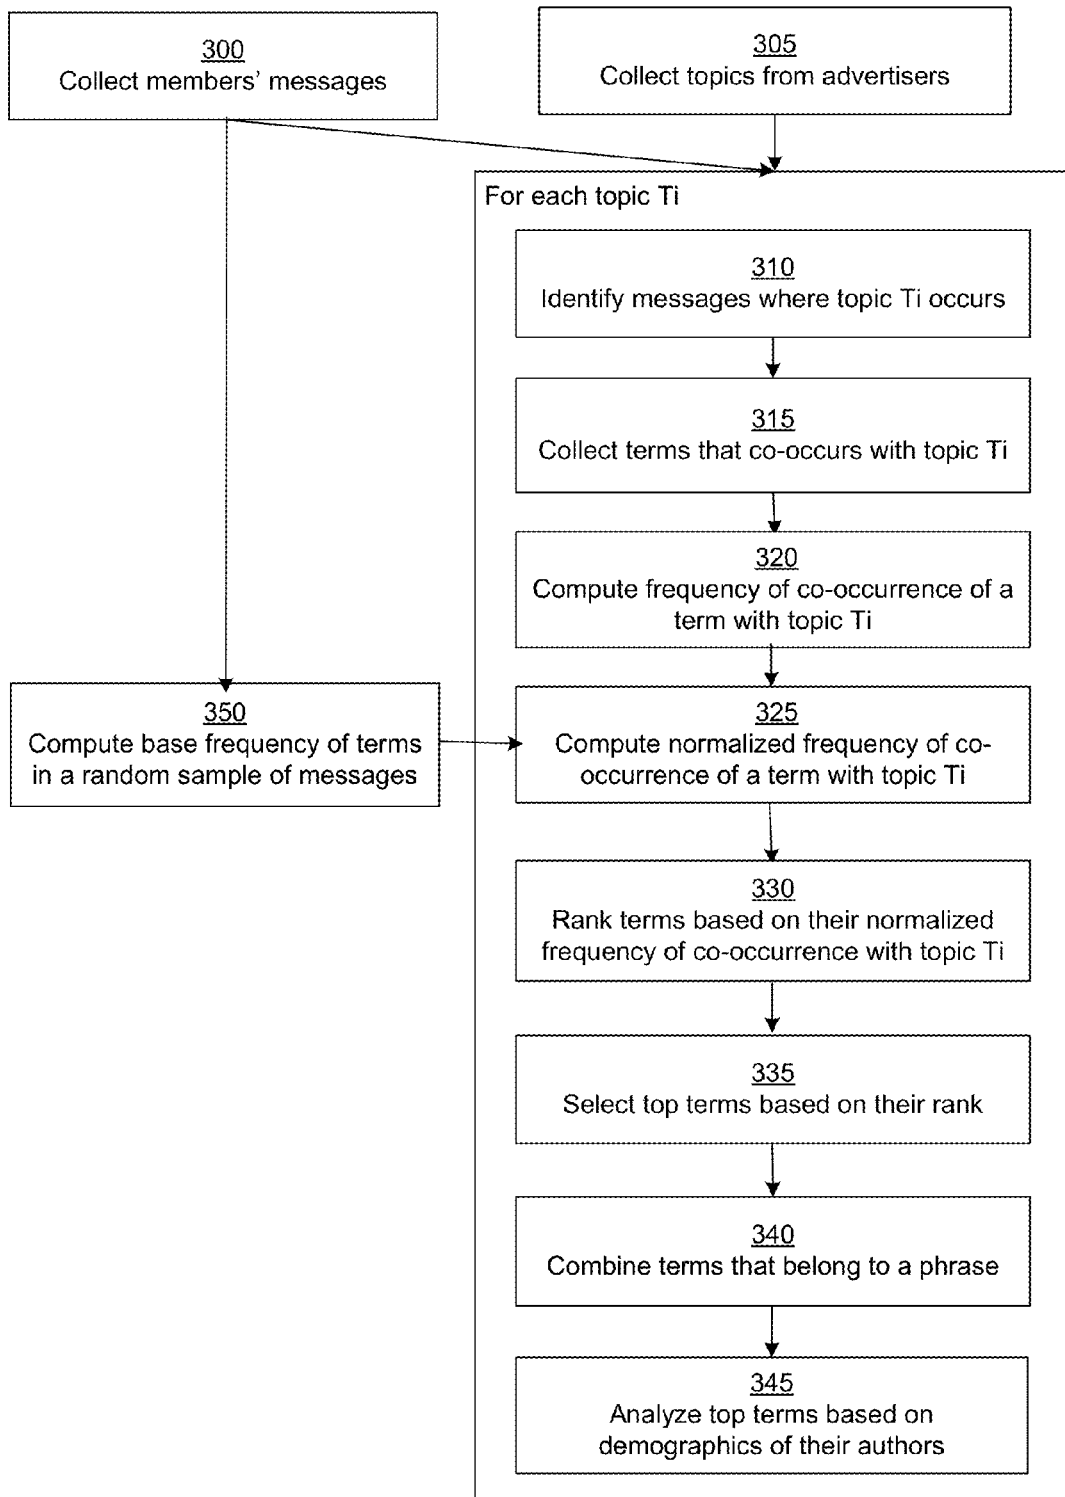 300
Collect members' messages
305
Collect topics from advertisers
For each topic Ti
310
Identify messages where topic Ti occurs
315
Collect terms that co-occurs with topic Ti
320
Compute frequency of co-occurrence of a
term with topic Ti
350
Compute base frequency of terms
in a random sample of messages
325
Compute normalized frequency of co-
occurrence of a term with topic Ti
330
Rank terms based on their normalized
frequency of co-occurrence with topic Ti
335
Select top terms based on their rank
340
Combine terms that belong to a phrase
345
Analyze top terms based on
demographics of their authors